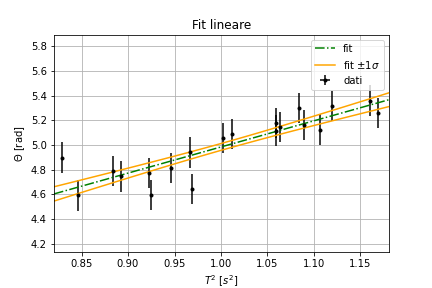 Fit lineare
5.8
5.6
5.4
5.2
5.0
4.8
4.6
4.4
4.2
Θ [rad]
fit
fit ±1σ
dati
0.85 0.90 0.95 1.00 1.05 1.10 1.15
T² [s²]